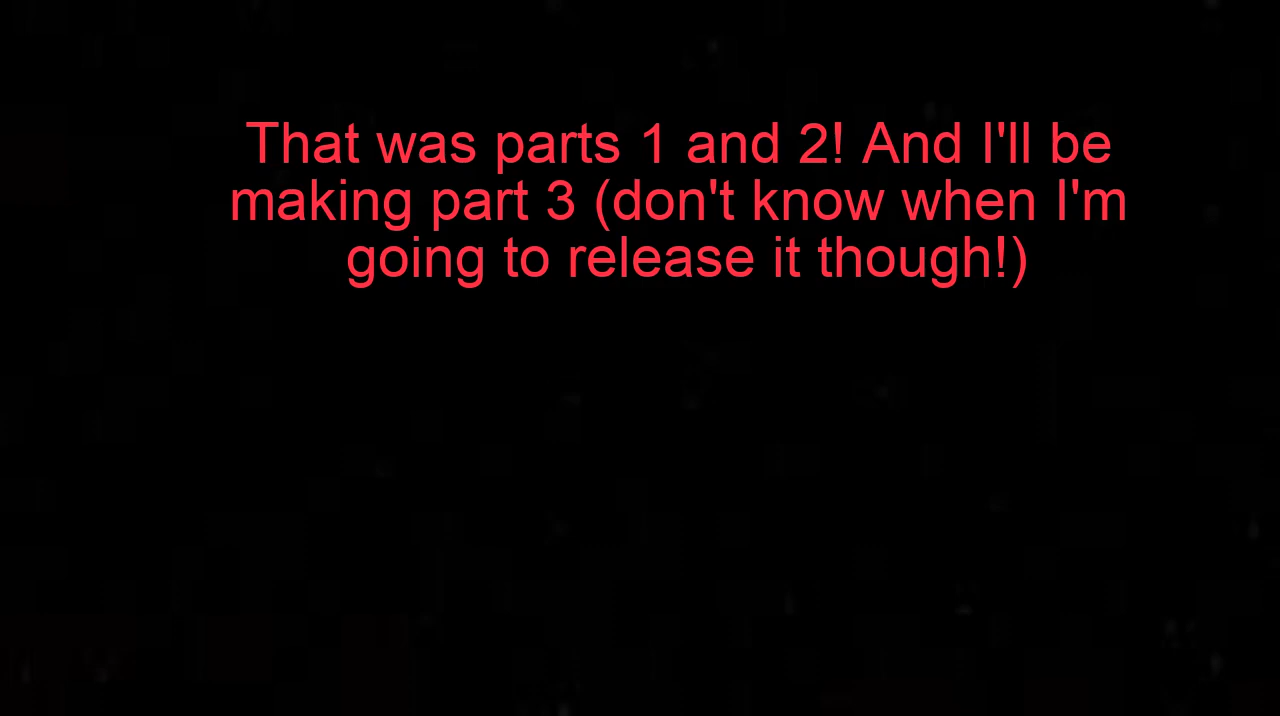 That was parts 1 and 2! And I'll be
making part 3 (don't know when I'm
going to release it though!)